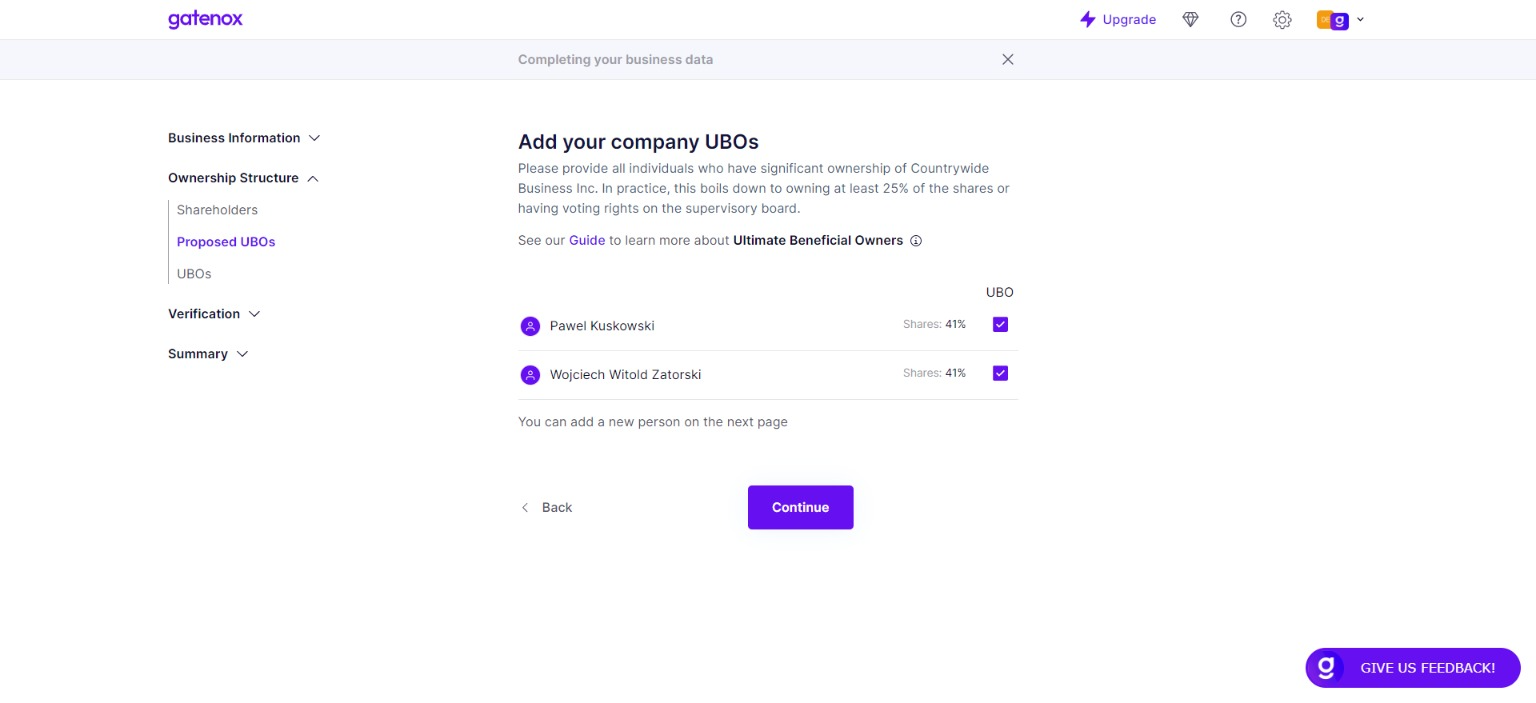 gatenox
Upgrade
Completing your business data
Business Information
Ownership Structure
Shareholders
Proposed UBOs
UBOs
Verification
Summary
Add your company UBOs
Please provide all individuals who have significant ownership of Countrywide
Business Inc. In practice, this boils down to owning at least 25% of the shares or
having voting rights on the supervisory board.
See our Guide to learn more about Ultimate Beneficial Owners
UBO
Pawel Kuskowski Shares: 41%
Wojciech Witold Zatorski Shares: 41%
You can add a new person on the next page
Back
Continue
g GIVE US FEEDBACK!